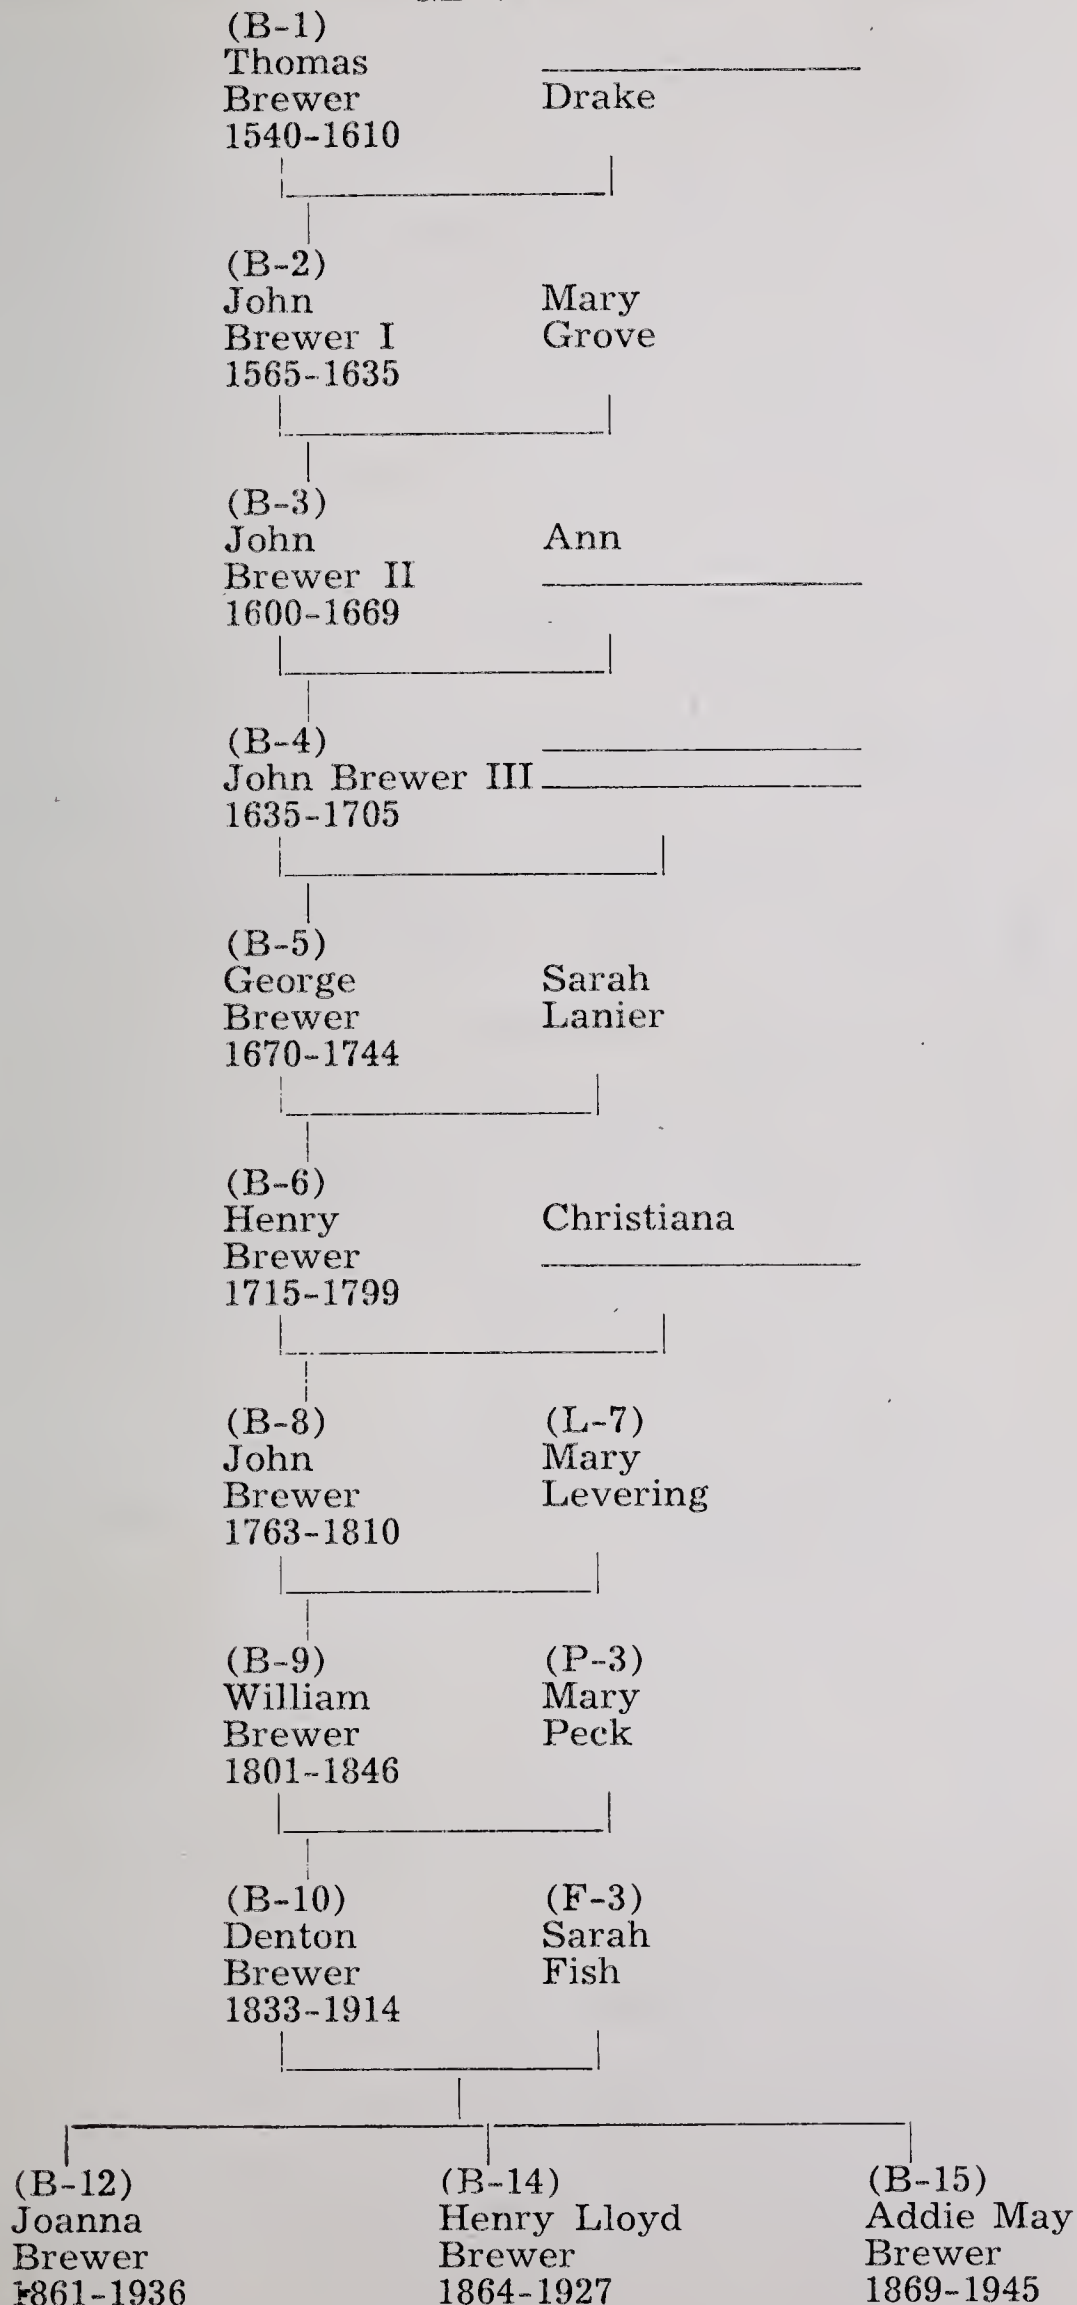 (B-1)
Thomas
Brewer Drake
1540-1610
(B-2)
John Mary
Brewer I Grove
1565-1635
(B-3)
John Ann
Brewer II
1600-1669
(B-4)
John Brewer III
1635-1705
(B-5)
George Sarah
Brewer Lanier
1670-1744
(B-6)
Henry Christiana
Brewer
1715-1799
(B-8) (L-7)
John Mary
Brewer Levering
1763-1810
(B-9) (P-3)
William Mary
Brewer Peck
1801-1846
(B-10) (F-3)
Denton Sarah
Brewer Fish
1833-1914
(B-12) (B-14) (B-15)
Joanna Henry Lloyd Addie May
Brewer Brewer Brewer
1861-1936 1864-1927 1869-1945